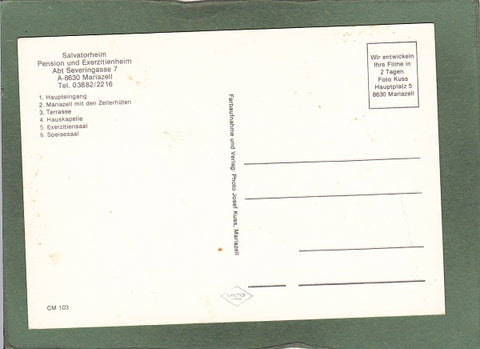 Salvatorheim
Pension und Exerzitienheim
Abt Severingasse 7
A-8630 Mariazell
Tel. 03882/2216
1. Haupteingang
2. Mariazell mit den Zellerhüten
3. Terrasse
4. Hauskapelle
5. Exerzitiensaal
6. Speisesaal
Farbaufnahme und Verlag: Photo Josef Kuss, Mariazell
Wir entwickeln
Ihre Filme in
2 Tagen.
Foto Kuss
Hauptplatz 5
8630 Mariazell
CM 103